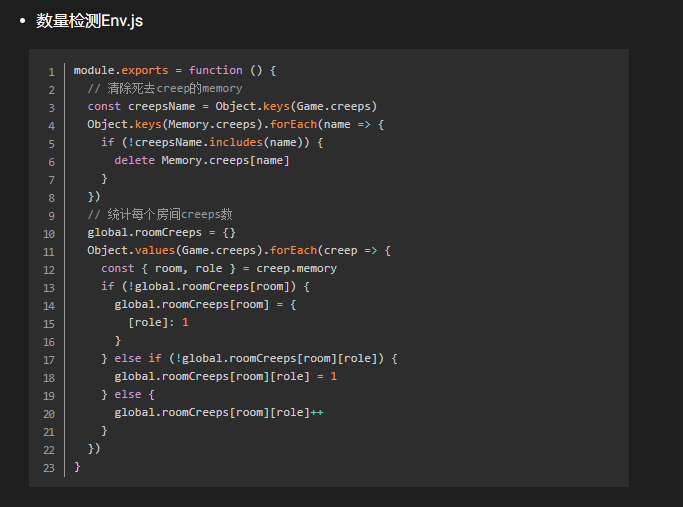 • 数量检测Env.js
1 module.exports = function () {
2   // 清除死去creep的memory
3   const creepsName = Object.keys(Game.creeps)
4   Object.keys(Memory.creeps).forEach(name => {
5     if (!creepsName.includes(name)) {
6       delete Memory.creeps[name]
7     }
8   })
9   // 统计每个房间creeps数
10   global.roomCreeps = {}
11   Object.values(Game.creeps).forEach(creep => {
12     const { room, role } = creep.memory
13     if (!global.roomCreeps[room]) {
14       global.roomCreeps[room] = {
15         [role]: 1
16       }
17     } else if (!global.roomCreeps[room][role]) {
18       global.roomCreeps[room][role] = 1
19     } else {
20       global.roomCreeps[room][role]++
21     }
22   })
23 }